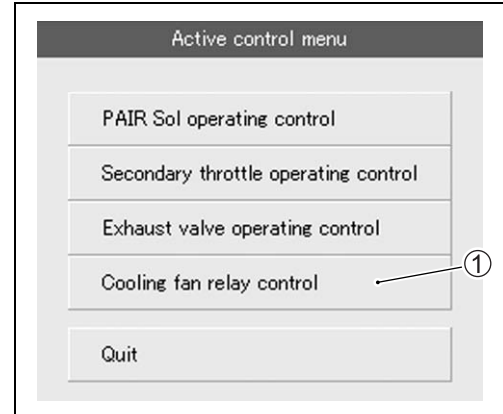 Active control menu
PAIR Sol operating control
Secondary throttle operating control
Exhaust valve operating control
Cooling fan relay control
①
Quit